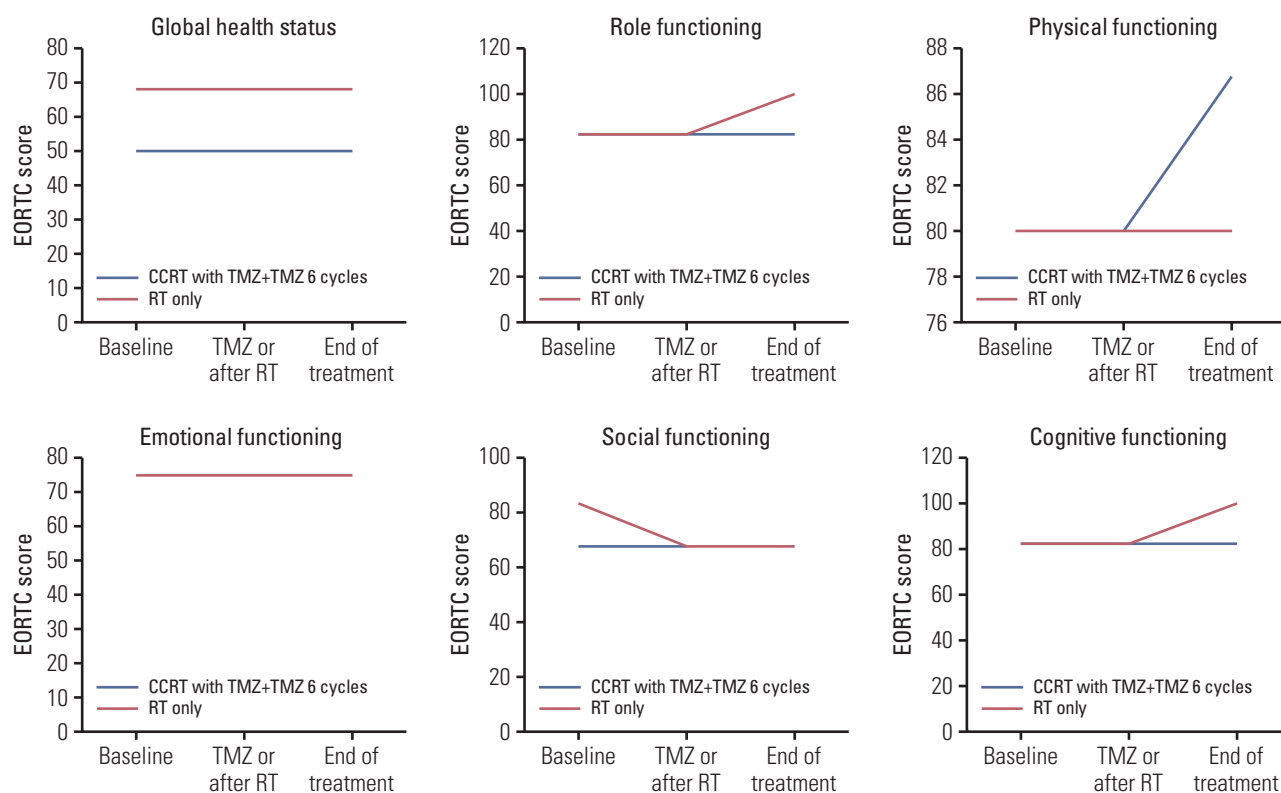 Global health status
EORTC score
80
70
60
50
40
30
20
10
0
CCRT with TMZ+TMZ 6 cycles
RT only
Baseline
TMZ or
after RT
End of
treatment
Role functioning
EORTC score
120
100
80
60
40
20
0
CCRT with TMZ+TMZ 6 cycles
RT only
Baseline
TMZ or
after RT
End of
treatment
Physical functioning
EORTC score
88
86
84
82
80
78
76
CCRT with TMZ+TMZ 6 cycles
RT only
Baseline
TMZ or
after RT
End of
treatment
Emotional functioning
EORTC score
80
70
60
50
40
30
20
10
0
CCRT with TMZ+TMZ 6 cycles
RT only
Baseline
TMZ or
after RT
End of
treatment
Social functioning
EORTC score
100
80
60
40
20
0
CCRT with TMZ+TMZ 6 cycles
RT only
Baseline
TMZ or
after RT
End of
treatment
Cognitive functioning
EORTC score
120
100
80
60
40
20
0
CCRT with TMZ+TMZ 6 cycles
RT only
Baseline
TMZ or
after RT
End of
treatment